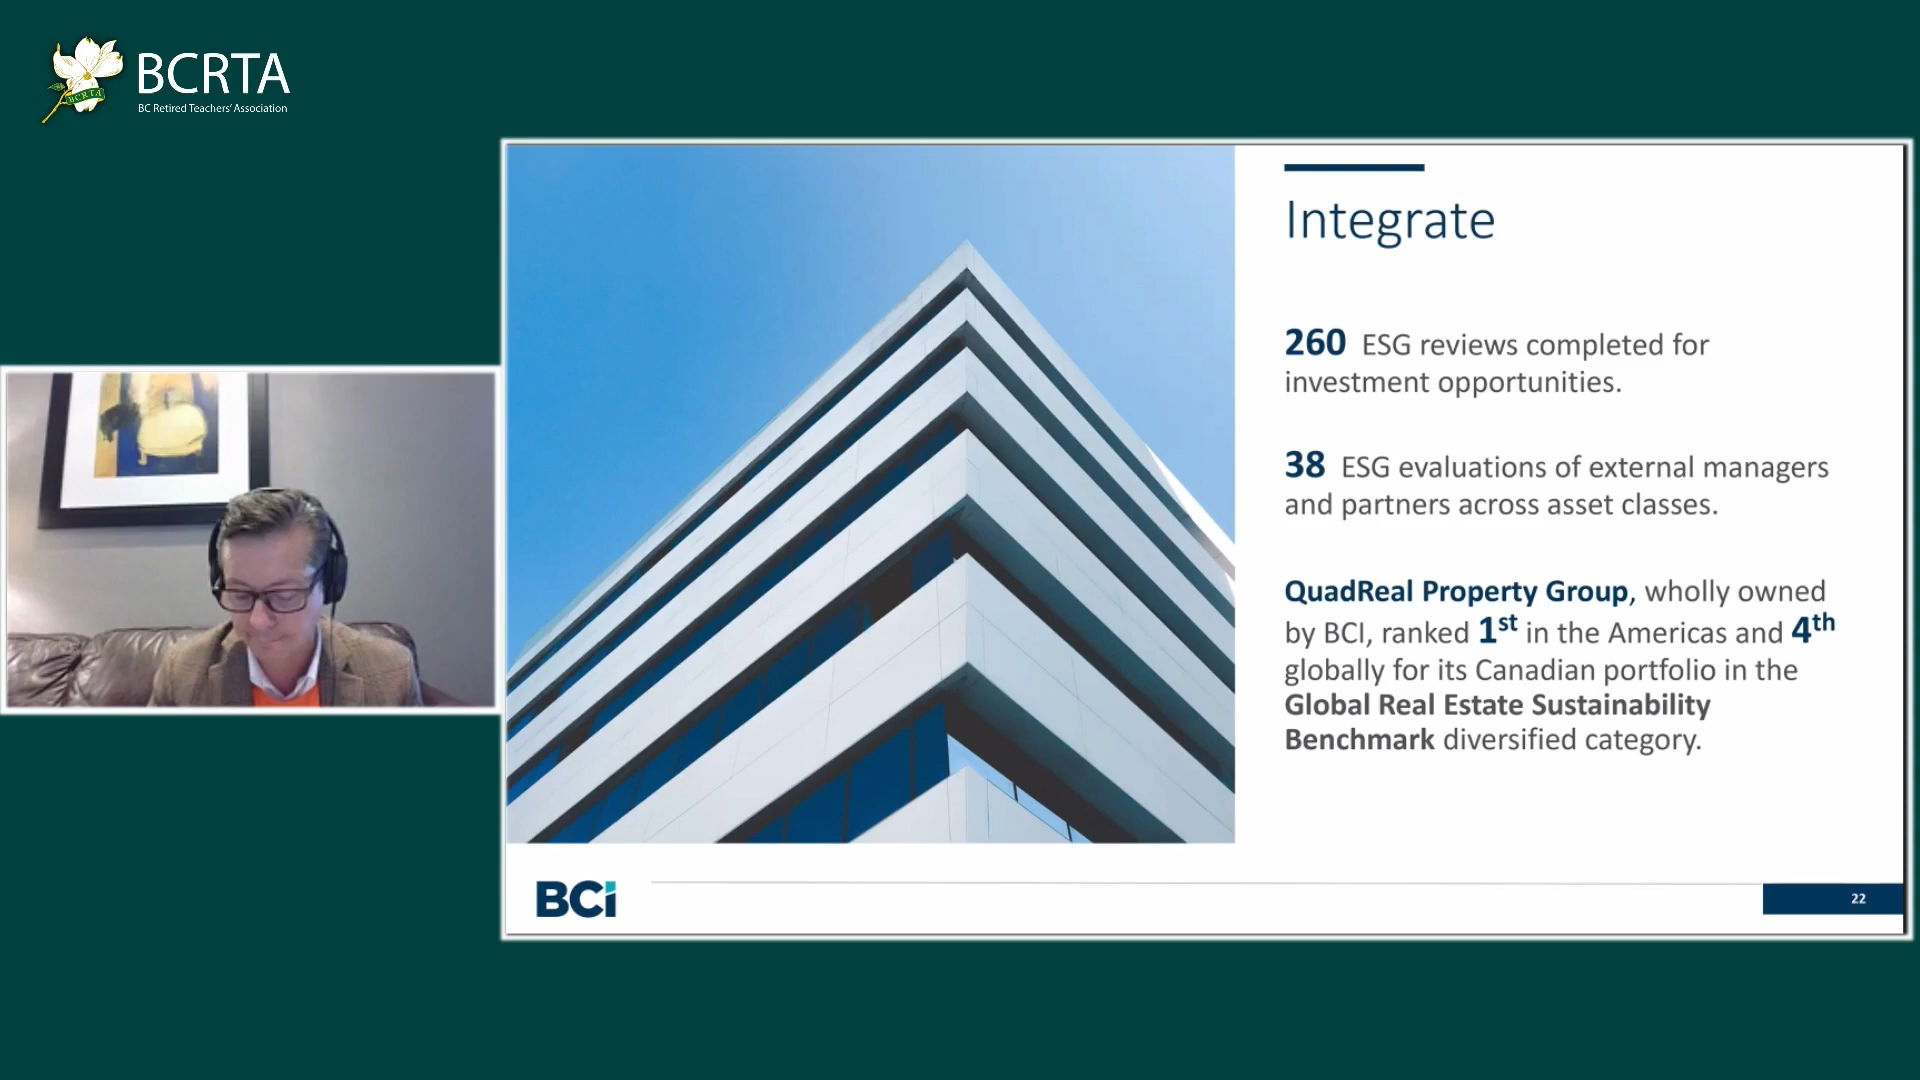 BCRTA
BCRTA
BC Retired Teachers' Association
Integrate
260 ESG reviews completed for
investment opportunities.
38 ESG evaluations of external managers
and partners across asset classes.
QuadReal Property Group, wholly owned
by BCI, ranked 1st in the Americas and 4th
globally for its Canadian portfolio in the
Global Real Estate Sustainability
Benchmark diversified category.
BCi
22